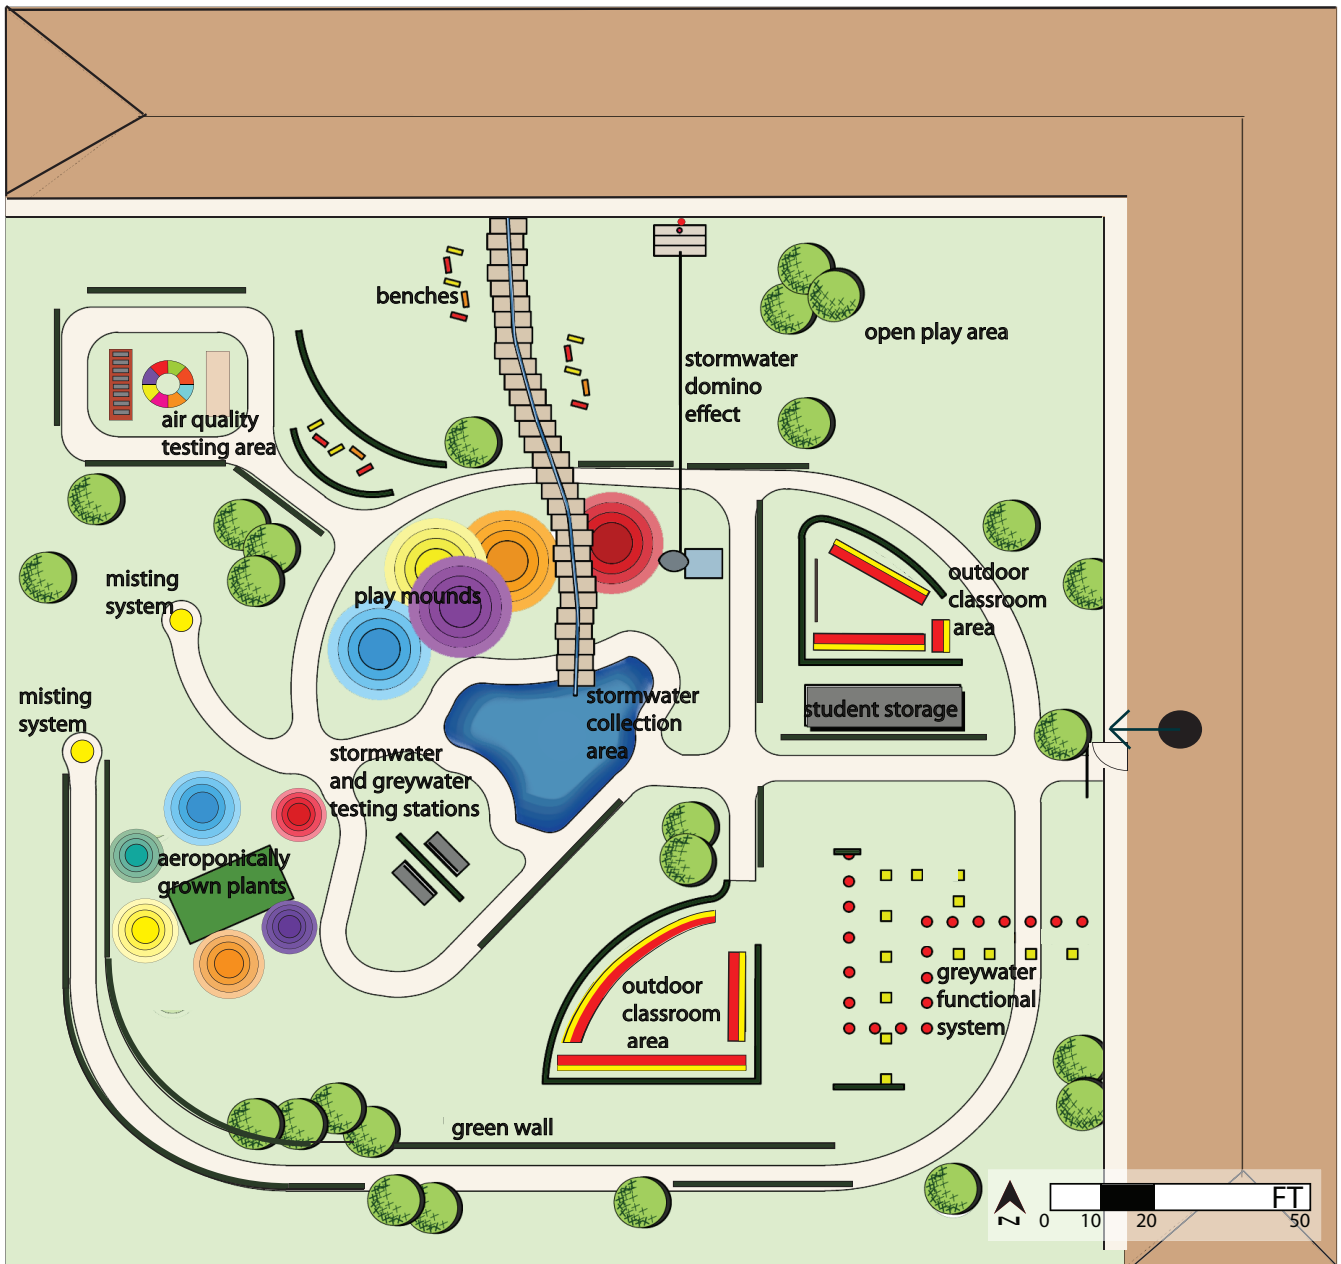 benches
open play area
stormwater
domino
effect
air quality
testing area
misting
system
outdoor
classroom
area
play mounds
misting
system
stormwater
collection
area
student storage
stormwater
and greywater
testing stations
aeroponically
grown plants
greywater
functional
system
outdoor
classroom
area
green wall
N
FT
0 10 20 50